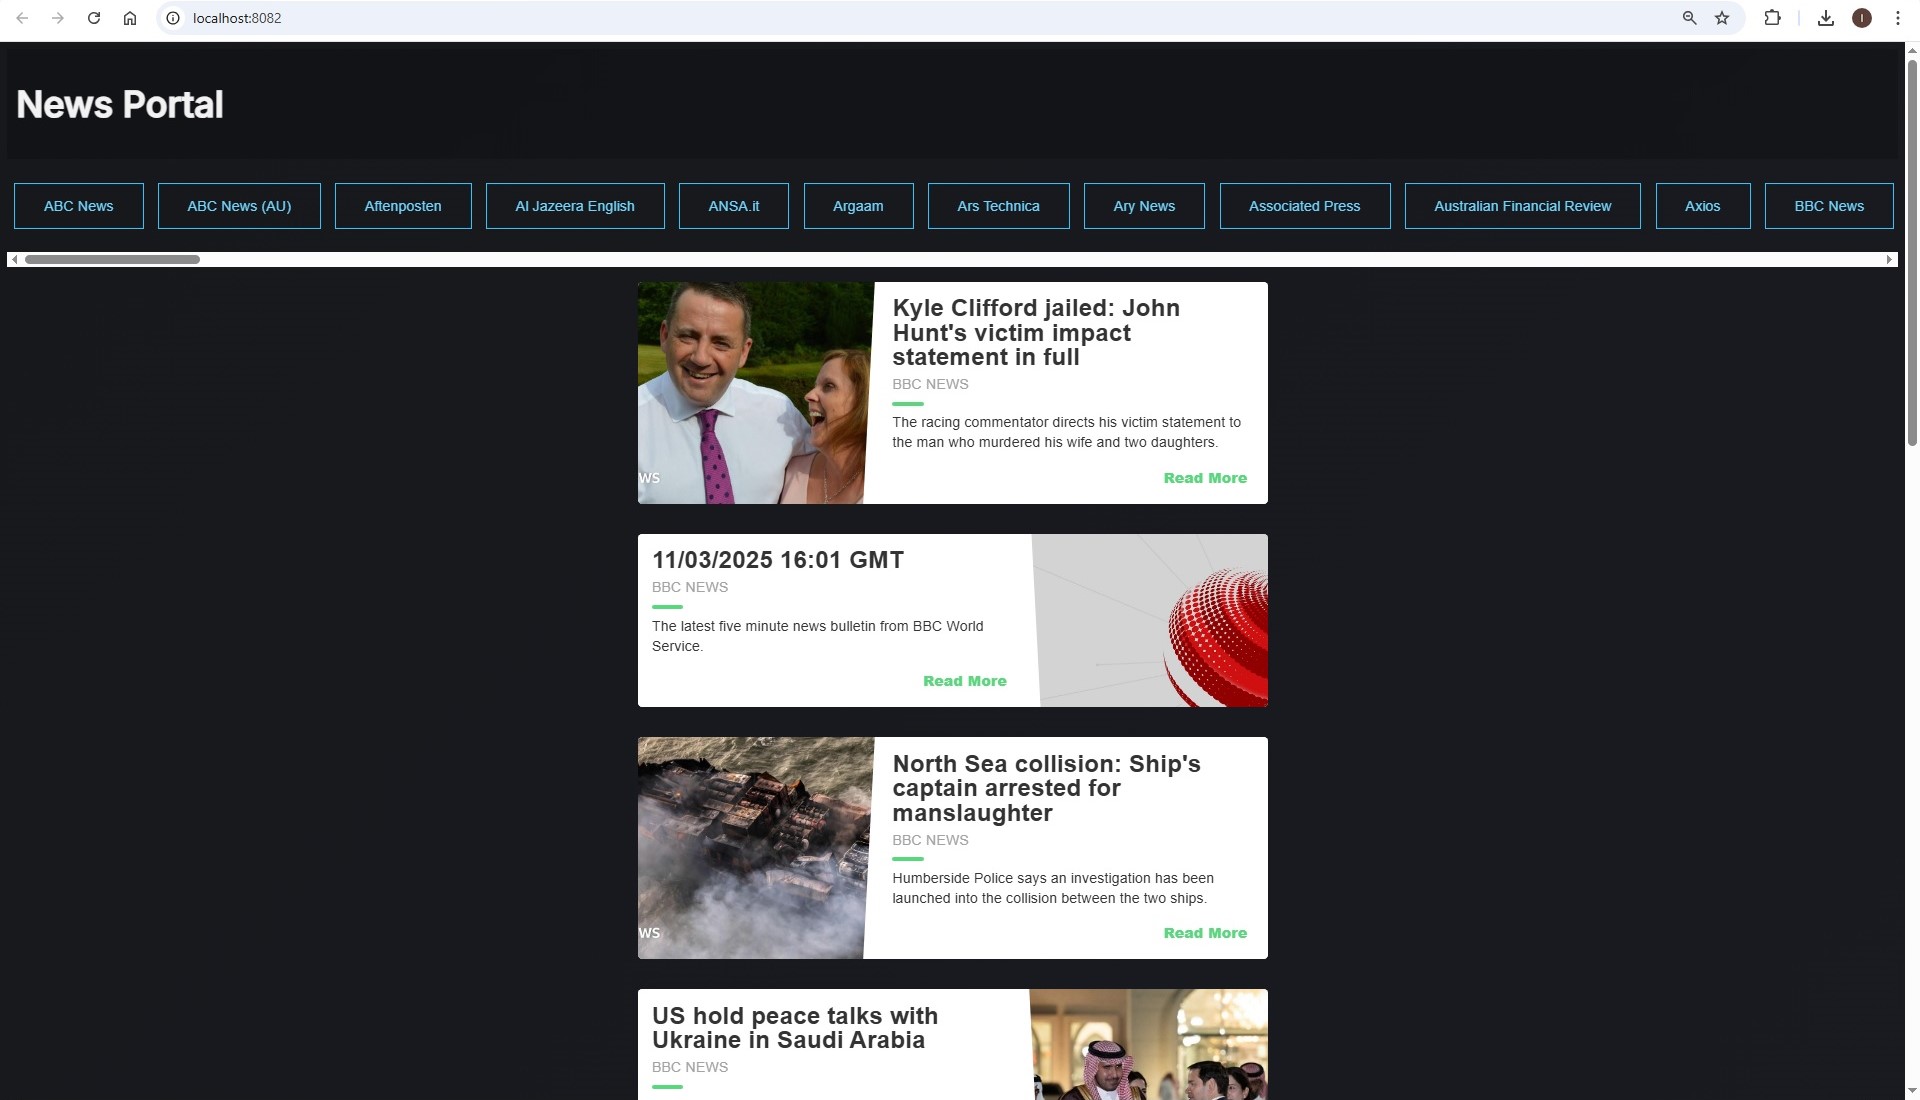 localhost:8082
I
News Portal
ABC News
ABC News (AU)
Aftenposten
Al Jazeera English
ANSA.it
Argaam
Ars Technica
Ary News
Associated Press
Australian Financial Review
Axios
BBC News
Kyle Clifford jailed: John
Hunt's victim impact
statement in full
BBC NEWS
The racing commentator directs his victim statement to
the man who murdered his wife and two daughters.
WS
Read More
11/03/2025 16:01 GMT
BBC NEWS
The latest five minute news bulletin from BBC World
Service.
Read More
North Sea collision: Ship's
captain arrested for
manslaughter
BBC NEWS
Humberside Police says an investigation has been
launched into the collision between the two ships.
WS
Read More
US hold peace talks with
Ukraine in Saudi Arabia
BBC NEWS